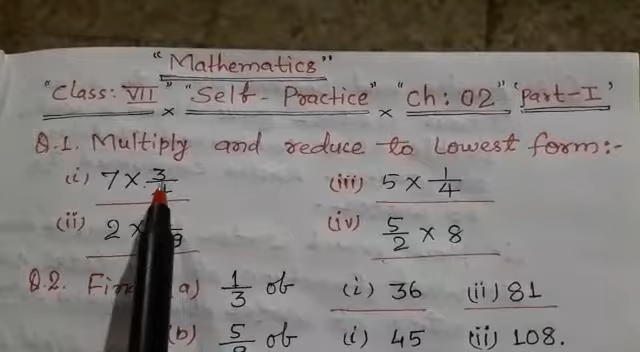 "Mathematics"
"Class: VII" × "Self-Practice" × "Ch: 02" 'Part-I'
Q.1. Multiply and reduce to Lowest form:-
(i) 7 × 3/4 (iii) 5 × 1/4
(ii) 2 × (iv) 5/2 × 8
Q.2. Find (a) 1/3 of (i) 36 (ii) 81
(b) 5/ of (i) 45 (ii) 108.